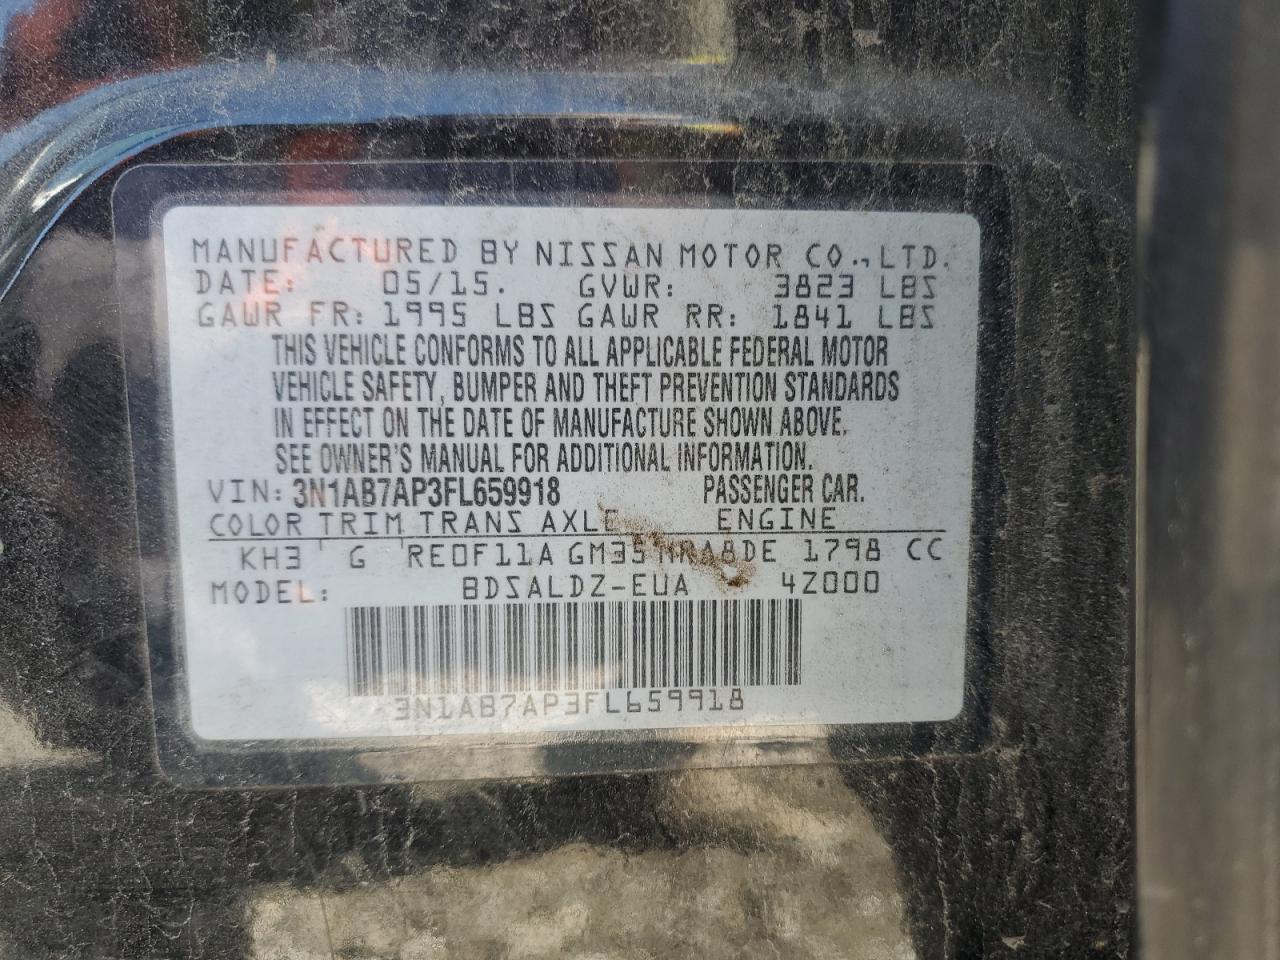 MANUFACTURED BY NISSAN MOTOR CO., LTD.
DATE: 05/15. GVWR: 3823 LBS
GAWR FR: 1995 LBS GAWR RR: 1841 LBS
THIS VEHICLE CONFORMS TO ALL APPLICABLE FEDERAL MOTOR
VEHICLE SAFETY, BUMPER AND THEFT PREVENTION STANDARDS
IN EFFECT ON THE DATE OF MANUFACTURE SHOWN ABOVE.
SEE OWNER'S MANUAL FOR ADDITIONAL INFORMATION.
VIN: 3N1AB7AP3FL659918 PASSENGER CAR.
COLOR TRIM TRANS AXLE ENGINE
KH3 G RE0F11A GM35 MRA8DE 1798 CC
MODEL: BDSALDZ-EUA 4Z000
3N1AB7AP3FL659918